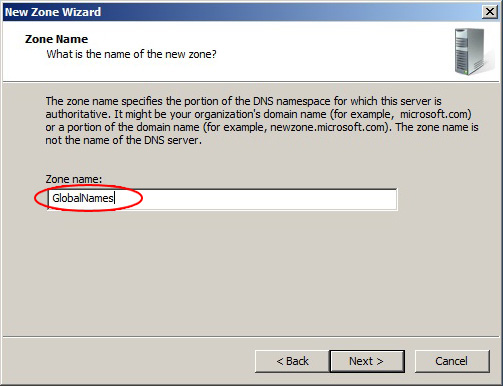 New Zone Wizard
Zone Name
What is the name of the new zone?
The zone name specifies the portion of the DNS namespace for which this server is
authoritative. It might be your organization's domain name (for example, microsoft.com)
or a portion of the domain name (for example, newzone.microsoft.com). The zone name is
not the name of the DNS server.
Zone name:
GlobalNames
< Back Next > Cancel